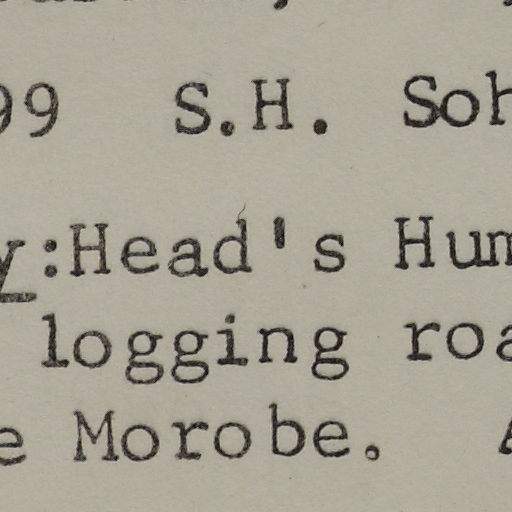 99 S.H. Soh
y:Head's Hum
logging roa
e Morobe. A